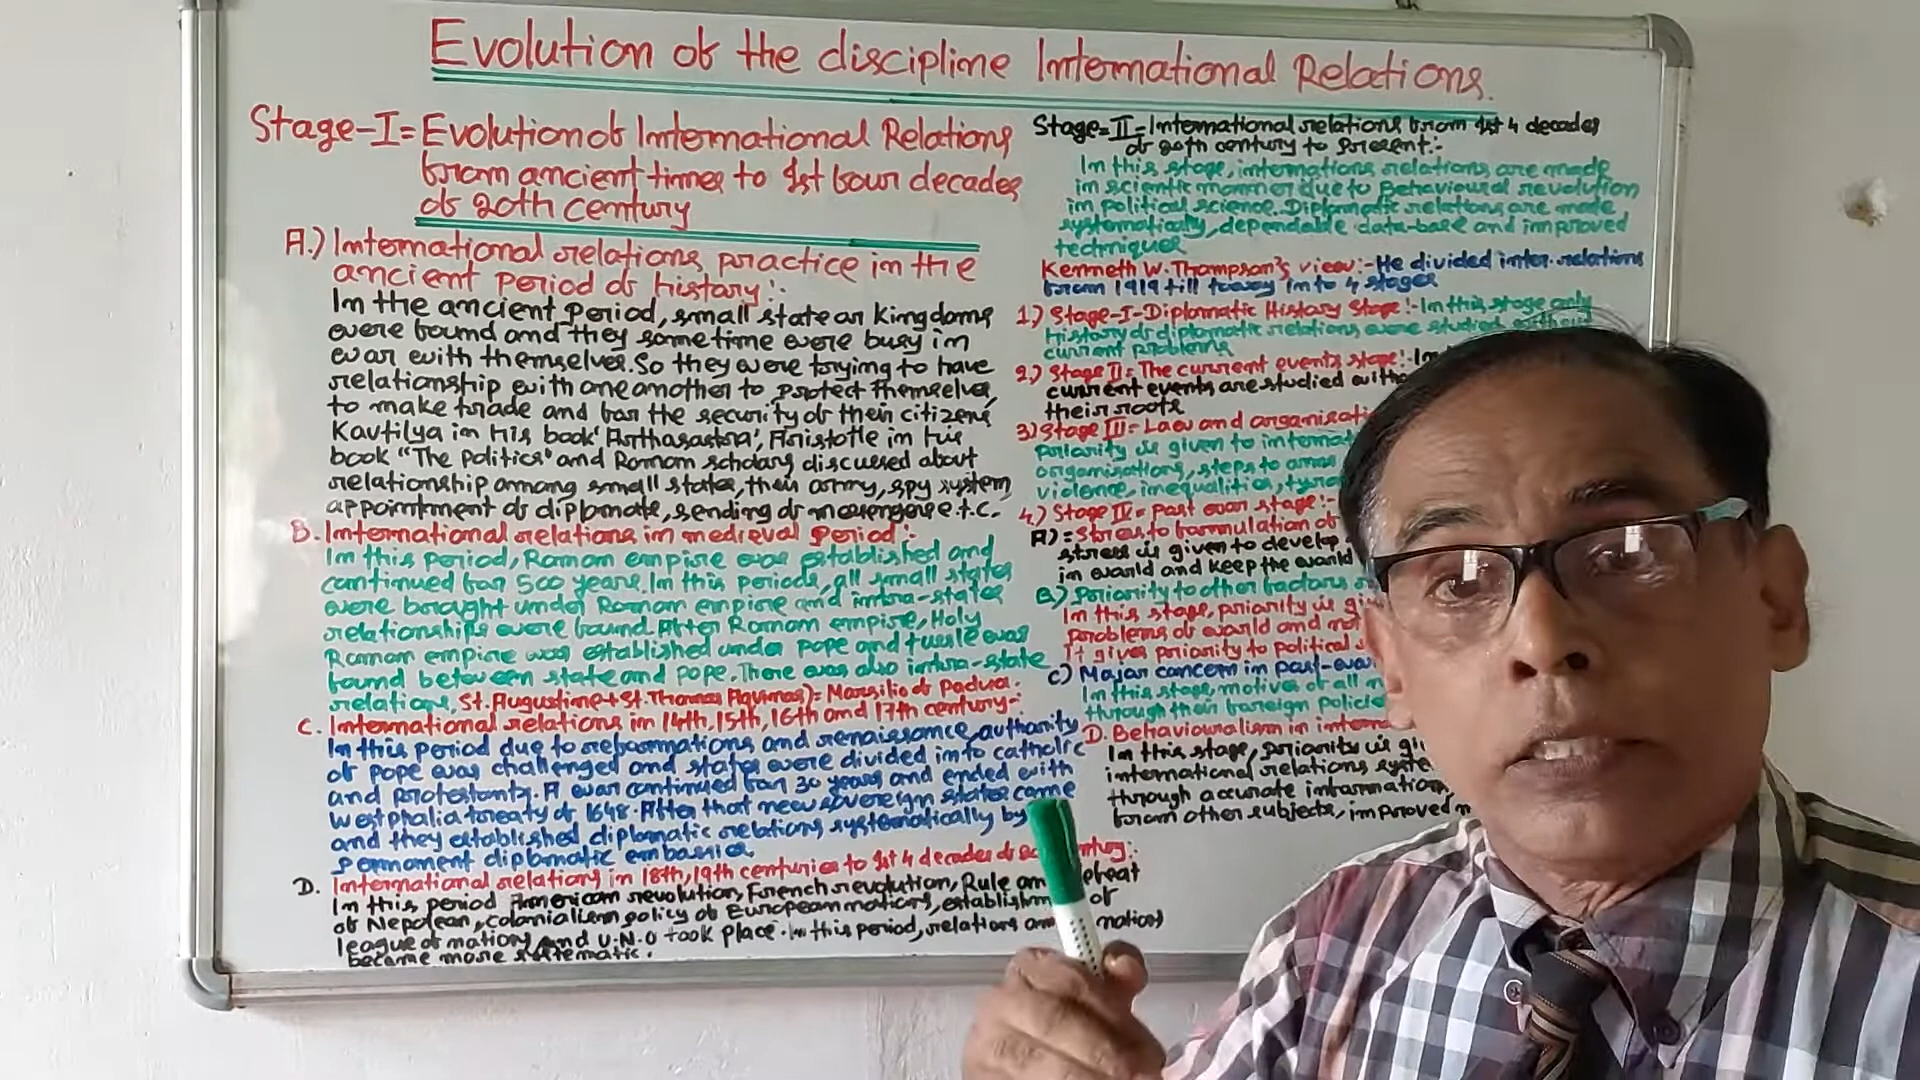 Evolution of the discipline International Relations.
Stage-I= Evolution of International Relations
from ancient times to 1st four decades
of 20th century
A.) International relations practice in the
ancient period of history:-
In the ancient period, small state or kingdoms
were found and they sometime were busy in
war with themselves. So they were trying to have
relationship with one another to protect themselves,
to make trade and for the security of their citizens,
Kautilya in his book 'Arthasastra', Aristotle in his
book "The Politics" and Roman scholars discussed about
relationship among small states, their army, spy system,
appointment of diplomate, sending of messengers e.t.c.
B. International relations in medieval period:-
In this period, Roman empire was established and
continued for 500 years. In this periods, all small states
were brought under Roman empire and intra-states
relationships were found. After Roman empire, Holy
Roman empire was established under pope and tussle was
found between state and pope. There was also intra-state
relations, St. Augustine+St. Thomas Aquinas)= Marsilio of Padua.
C. International relations in 14th, 15th, 16th and 17th century-
In this period due to reformations and renaissance, authority
of pope was challenged and states were divided into catholic
and protestants. A war continued for 30 years and ended with
Westphalia treaty of 1648. After that new sovereign states came
and they established diplomatic relations systematically by
permanent diplomatic embassies.
D. International relations in 18th, 19th centuries to 1st 4 decades of
In this period American revolution, French revolution, Rule and defeat
of Nepolean, colonialism policy of European nations, of
league of nations and U.N.O took place. In this period, relations nations
became more systematic.
Stage=II=International relations from 1st 4 decades
of 20th century to present:-
In this stage, internations relations are made
in scientic manner due to Behavioural revolution
in political science. Diplomatic relations are made
systematically, dependable data-base and improved
techniques
Kenneth W. Thampson's view:- He divided inter. relations
from 1919 till today into 4 stages
1.) Stage-I-Diplomatic History Stage:- In this stage only
history of diplomatic relations were studied without
current problems
2.) Stage II= The current events stage:- In
current events are studied
their roots
3.) Stage III= Law and
is given to
organisations, steps to
violence, inequalities,
4.) Stage IV= Past war stage:-
A)= Stress to formulation of
stress is given to develop
in world and keep the world
B) Priority to other factors
In this stage, priority is
problems of world and not
It gives priority to political
C) Major concern in past-war
In this stage, motives of all
through their foreign
D. Behaviouralism in
In this stage, priority is
international relations
through accurate information,
from other subjects, improved